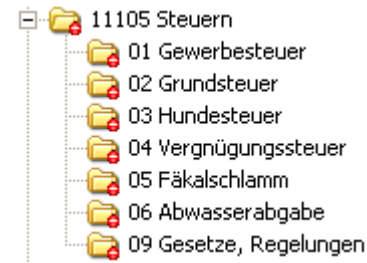 11105 Steuern
01 Gewerbesteuer
02 Grundsteuer
03 Hundesteuer
04 Vergnügungssteuer
05 Fäkalschlamm
06 Abwasserabgabe
09 Gesetze, Regelungen